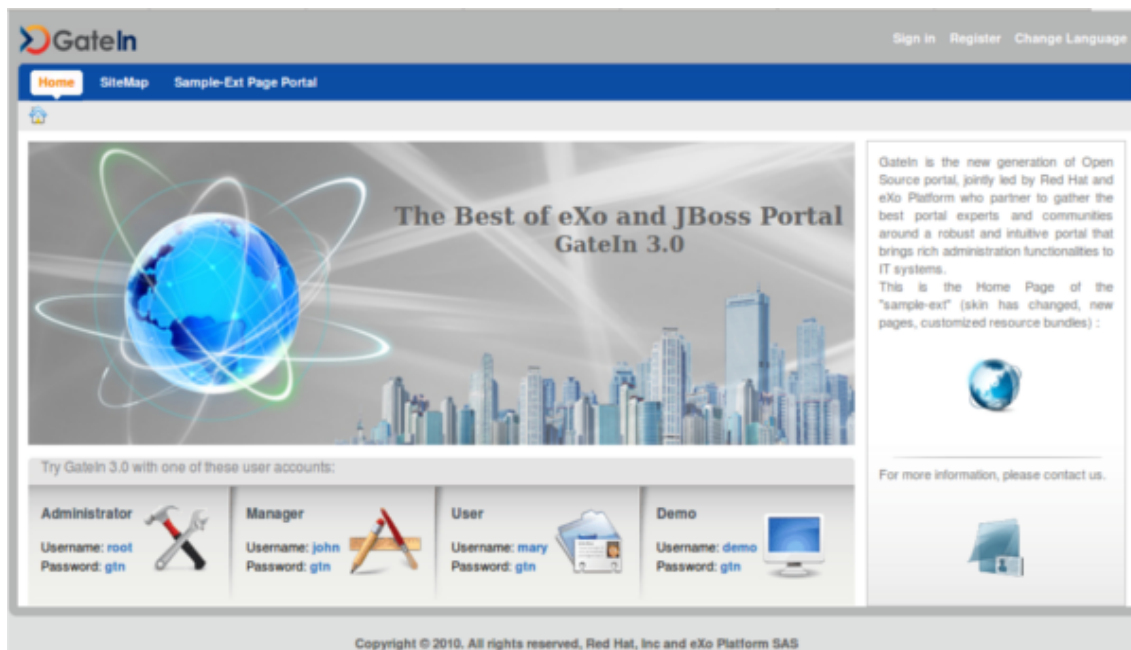 GateIn
Sign in Register Change Language
Home SiteMap Sample-Ext Page Portal
The Best of eXo and JBoss Portal
GateIn 3.0
GateIn is the new generation of Open
Source portal, jointly led by Red Hat and
eXo Platform who partner to gather the
best portal experts and communities
around a robust and intuitive portal that
brings rich administration functionalities to
IT systems.
This is the Home Page of the
"sample-ext" (skin has changed, new
pages, customized resource bundles) :
For more information, please contact us.
Try GateIn 3.0 with one of these user accounts:
Administrator
Username: root
Password: gtn
Manager
Username: john
Password: gtn
User
Username: mary
Password: gtn
Demo
Username: demo
Password: gtn
Copyright © 2010. All rights reserved, Red Hat, Inc and eXo Platform SAS